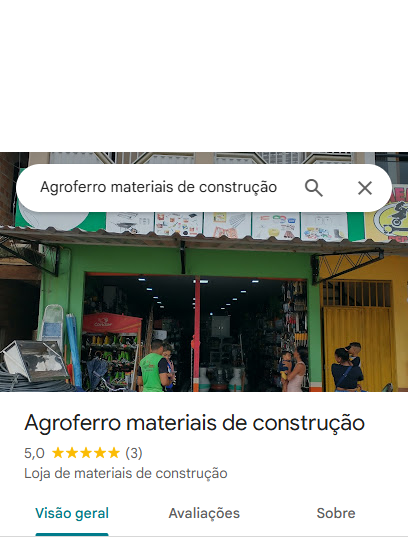 Agroferro materiais de construção
Agroferro materiais de construção
5,0 (3)
Loja de materiais de construção
Visão geral
Avaliações
Sobre